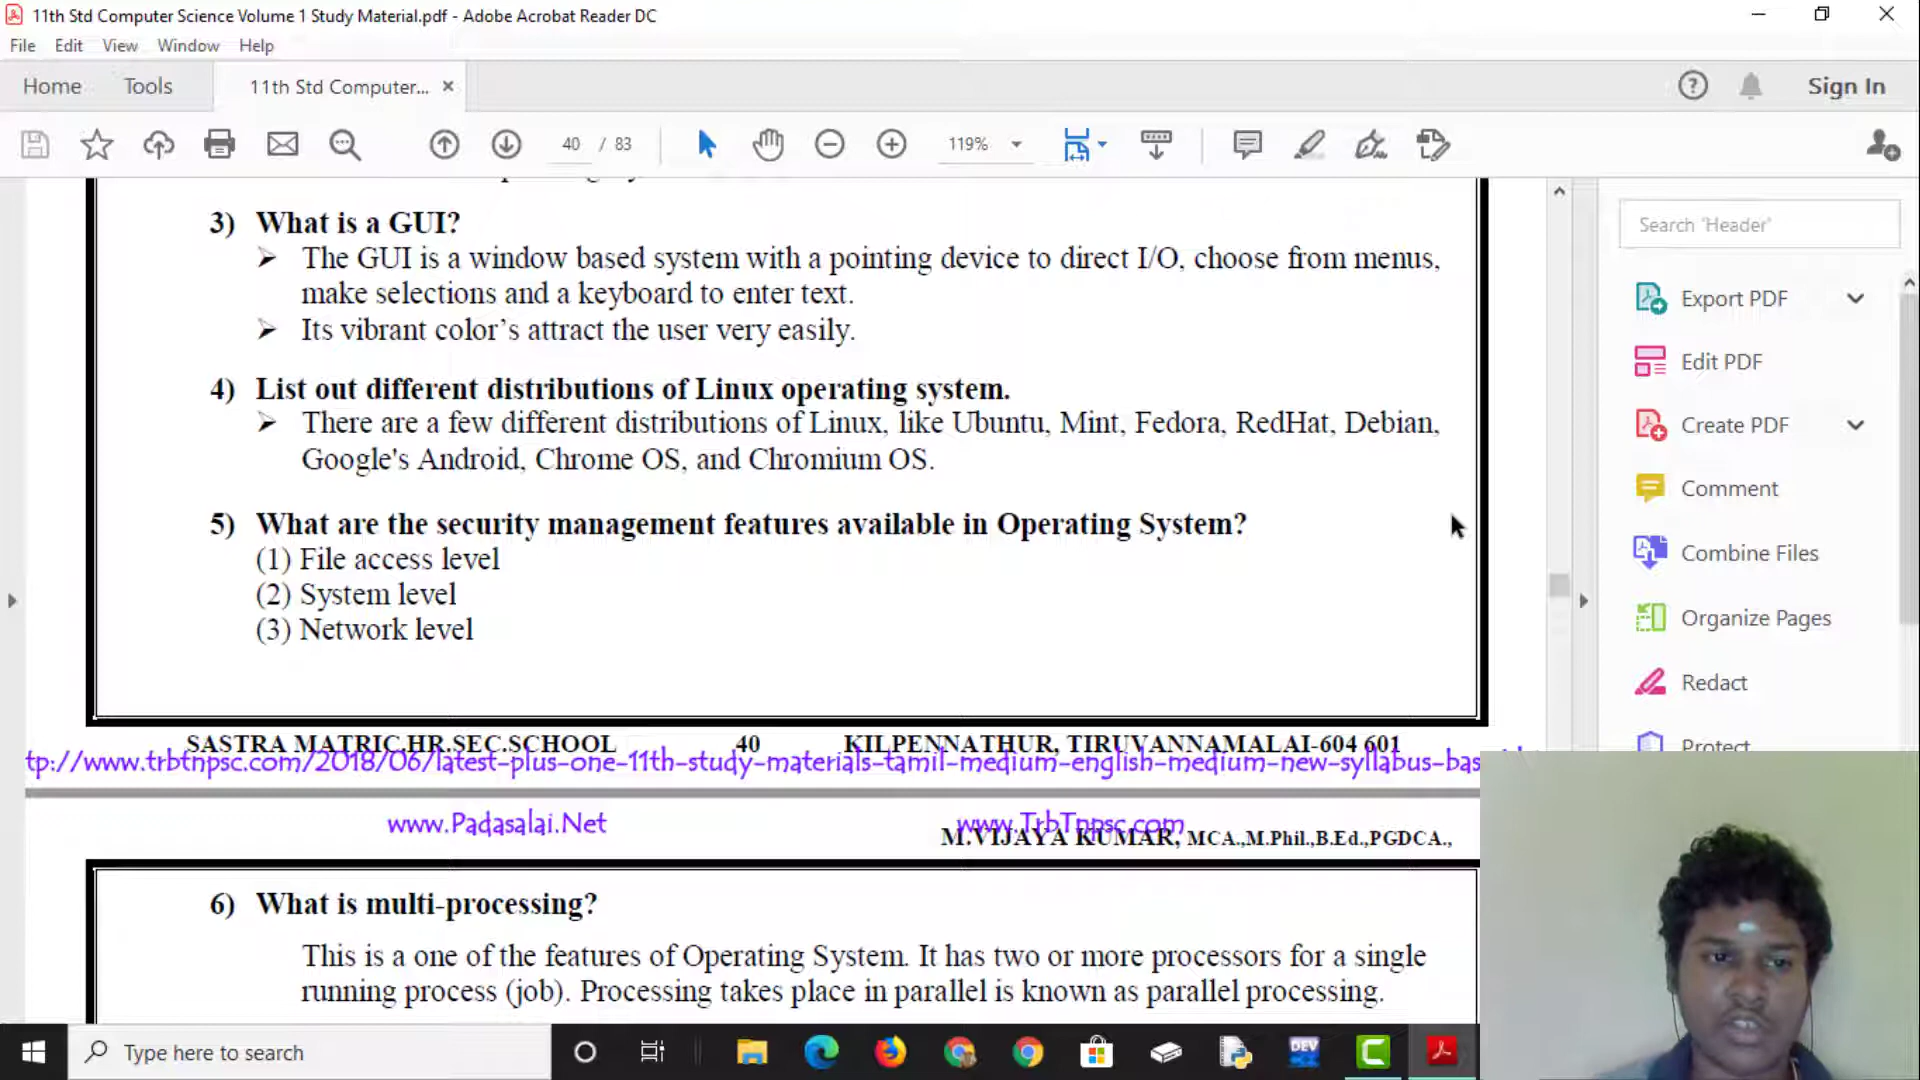 11th Std Computer Science Volume 1 Study Material.pdf - Adobe Acrobat Reader DC
File Edit View Window Help
Home Tools 11th Std Computer... × Sign In
40 / 83 119%
3) What is a GUI?
➢ The GUI is a window based system with a pointing device to direct I/O, choose from menus,
make selections and a keyboard to enter text.
➢ Its vibrant color's attract the user very easily.
4) List out different distributions of Linux operating system.
➢ There are a few different distributions of Linux, like Ubuntu, Mint, Fedora, RedHat, Debian,
Google's Android, Chrome OS, and Chromium OS.
5) What are the security management features available in Operating System?
(1) File access level
(2) System level
(3) Network level
SASTRA MATRIC.HR.SEC.SCHOOL 40 KILPENNATHUR, TIRUVANNAMALAI-604 601
tp://www.trbtnpsc.com/2018/06/latest-plus-one-11th-study-materials-tamil-medium-english-medium-new-syllabus-bas
www.Padasalai.Net www.TrbTnpsc.com
M.VIJAYA KUMAR, MCA.,M.Phil.,B.Ed.,PGDCA.,
6) What is multi-processing?
This is a one of the features of Operating System. It has two or more processors for a single
running process (job). Processing takes place in parallel is known as parallel processing.
Search 'Header'
Export PDF
Edit PDF
Create PDF
Comment
Combine Files
Organize Pages
Redact
Protect
Type here to search
DEV